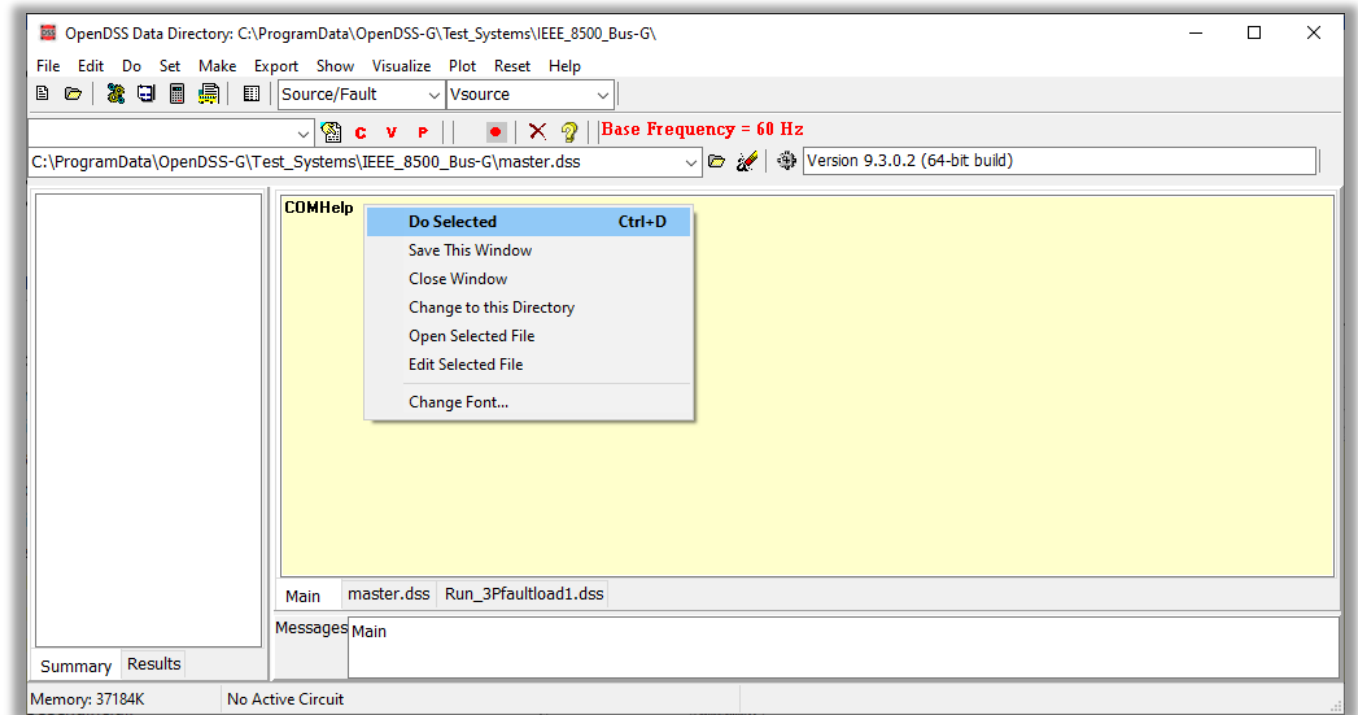 OpenDSS Data Directory: C:\ProgramData\OpenDSS-G\Test_Systems\IEEE_8500_Bus-G\
File Edit Do Set Make Export Show Visualize Plot Reset Help
Source/Fault Vsource
C V P Base Frequency = 60 Hz
C:\ProgramData\OpenDSS-G\Test_Systems\IEEE_8500_Bus-G\master.dss Version 9.3.0.2 (64-bit build)
COMHelp
Do Selected Ctrl+D
Save This Window
Close Window
Change to this Directory
Open Selected File
Edit Selected File
Change Font...
Main master.dss Run_3Pfaultload1.dss
Messages Main
Summary Results
Memory: 37184K No Active Circuit